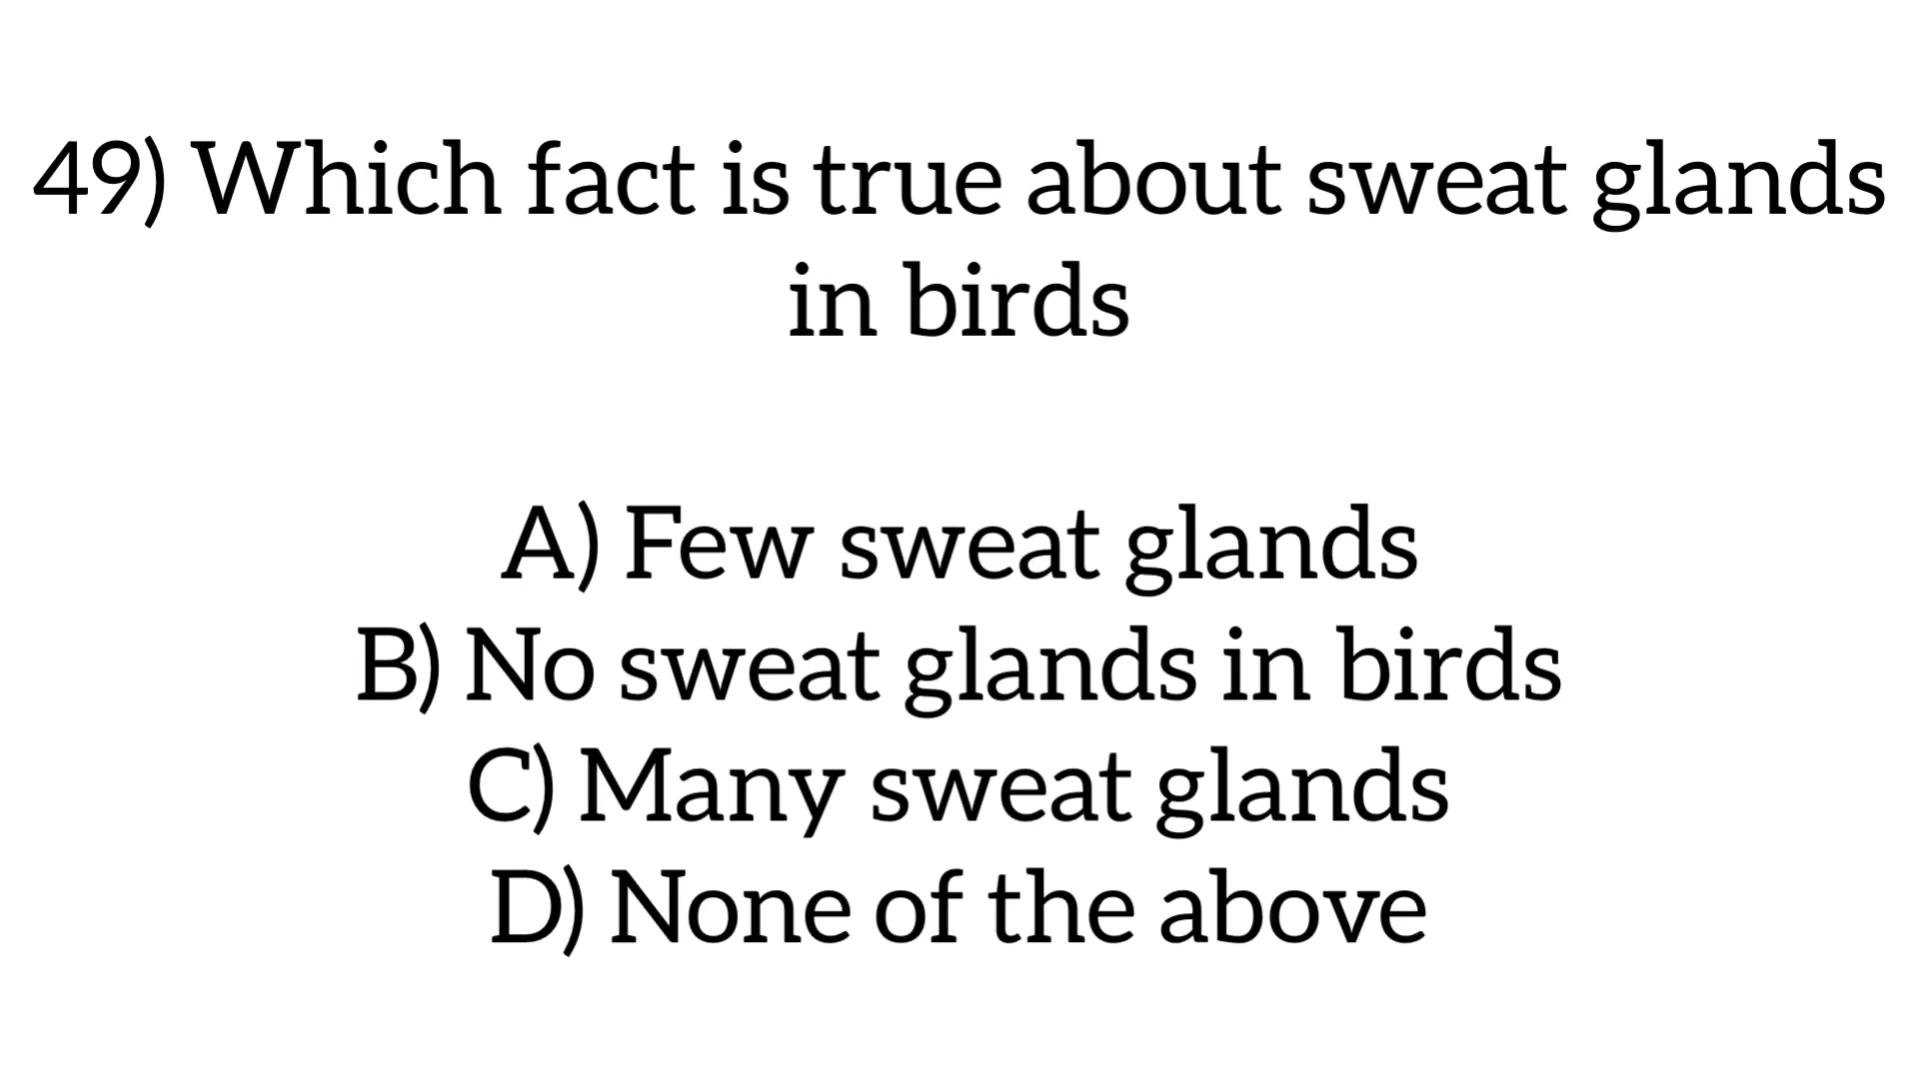 49) Which fact is true about sweat glands
in birds
A) Few sweat glands
B) No sweat glands in birds
C) Many sweat glands
D) None of the above